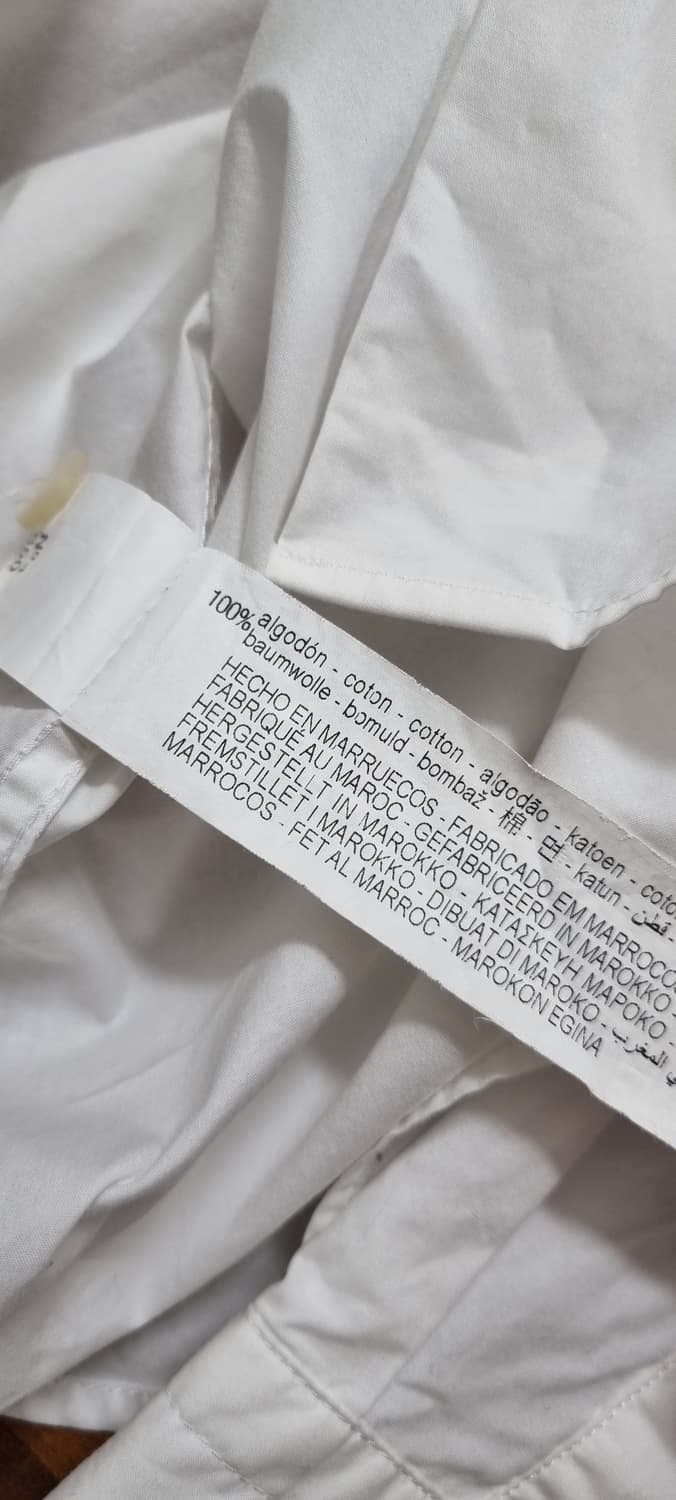 100% algodón - coton - cotton - algodão - katoen
baumwolle - bomuld - bombaž - 棉 - 면 - katun - قطن -
HECHO EN MARRUECOS - FABRICADO EM MARROCOS
FABRIQUÉ AU MAROC - GEFABRICEERD IN MAROKKO -
HERGESTELLT IN MAROKKO - ΚΑΤΑΣΚΕΥΗ ΜΑΡΟΚΟ -
FREMSTILLET I MAROKKO - DIBUAT DI MAROKO - المغرب
MARROCOS - FET AL MARROC - MAROKON EGINA